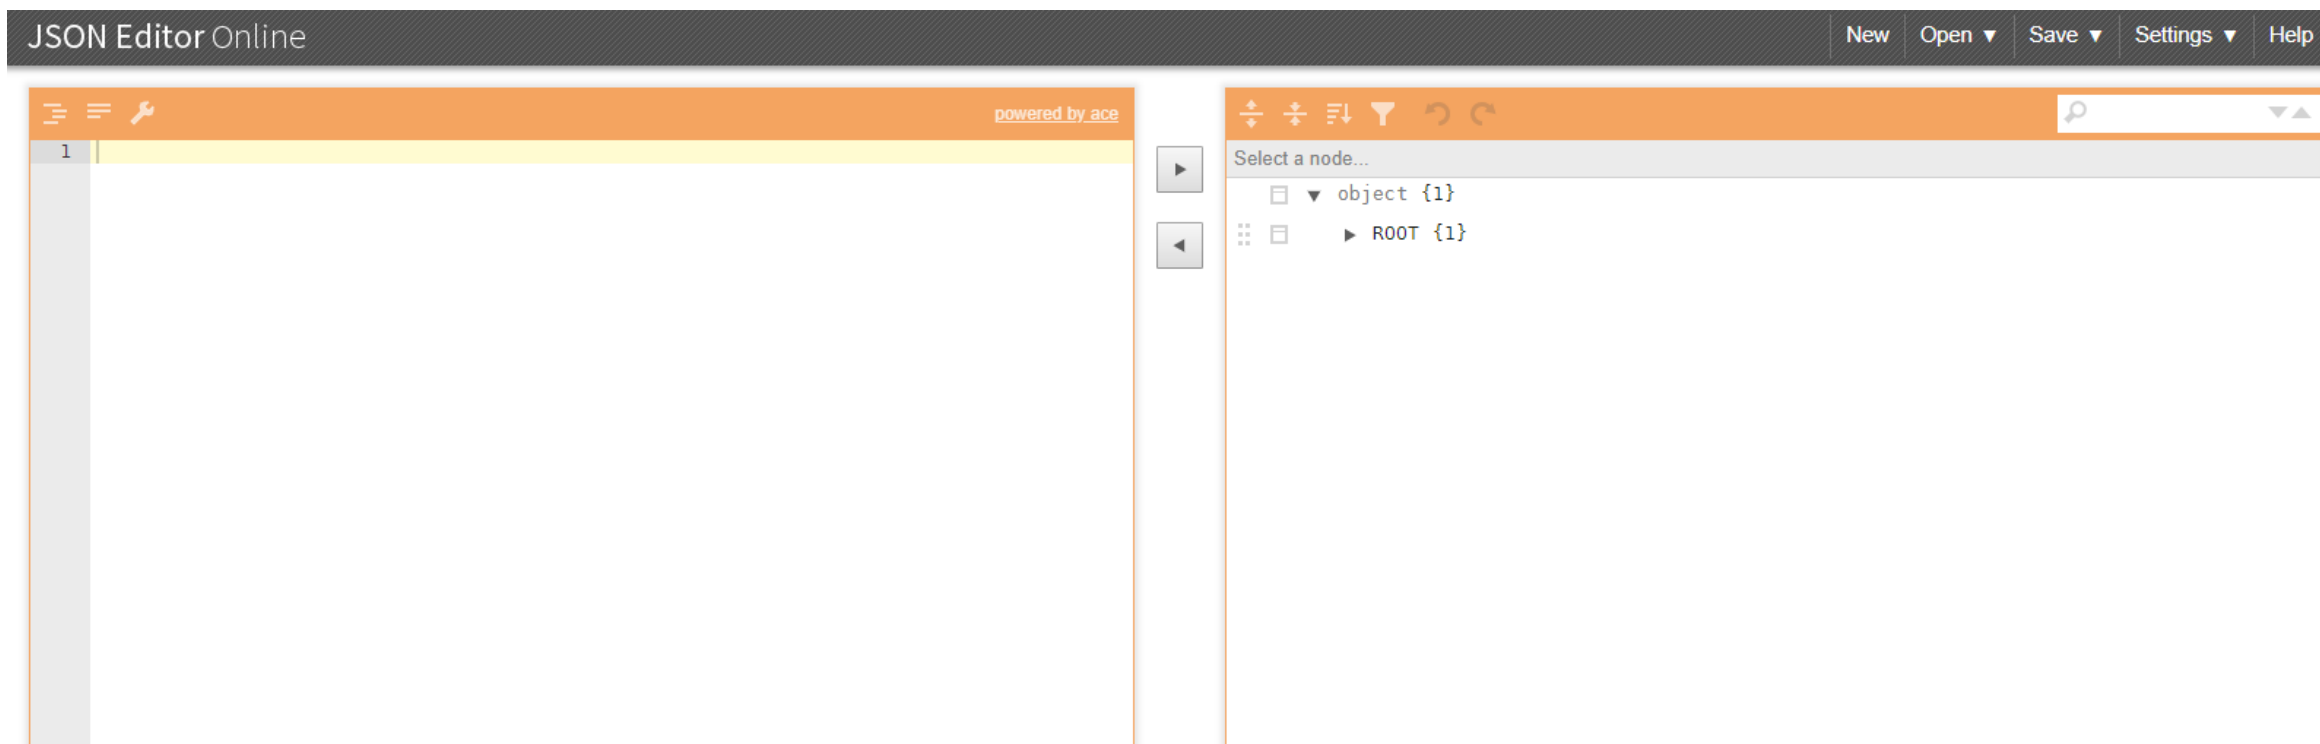 JSON Editor Online
New Open ▼ Save ▼ Settings ▼ Help
powered by ace
1
Select a node...
▼ object {1}
► ROOT {1}